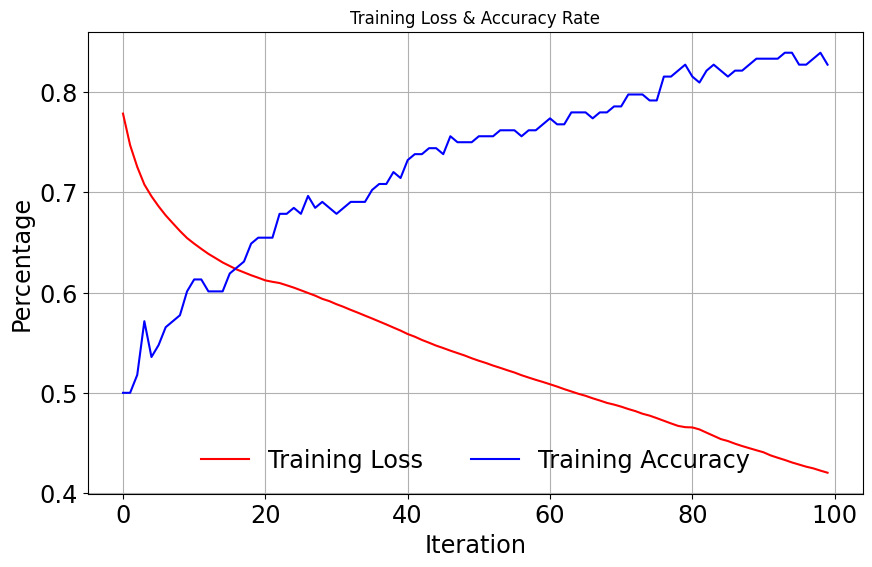 Training Loss & Accuracy Rate
Percentage
0.8
0.7
0.6
0.5
0.4
Training Loss
Training Accuracy
0 20 40 60 80 100
Iteration